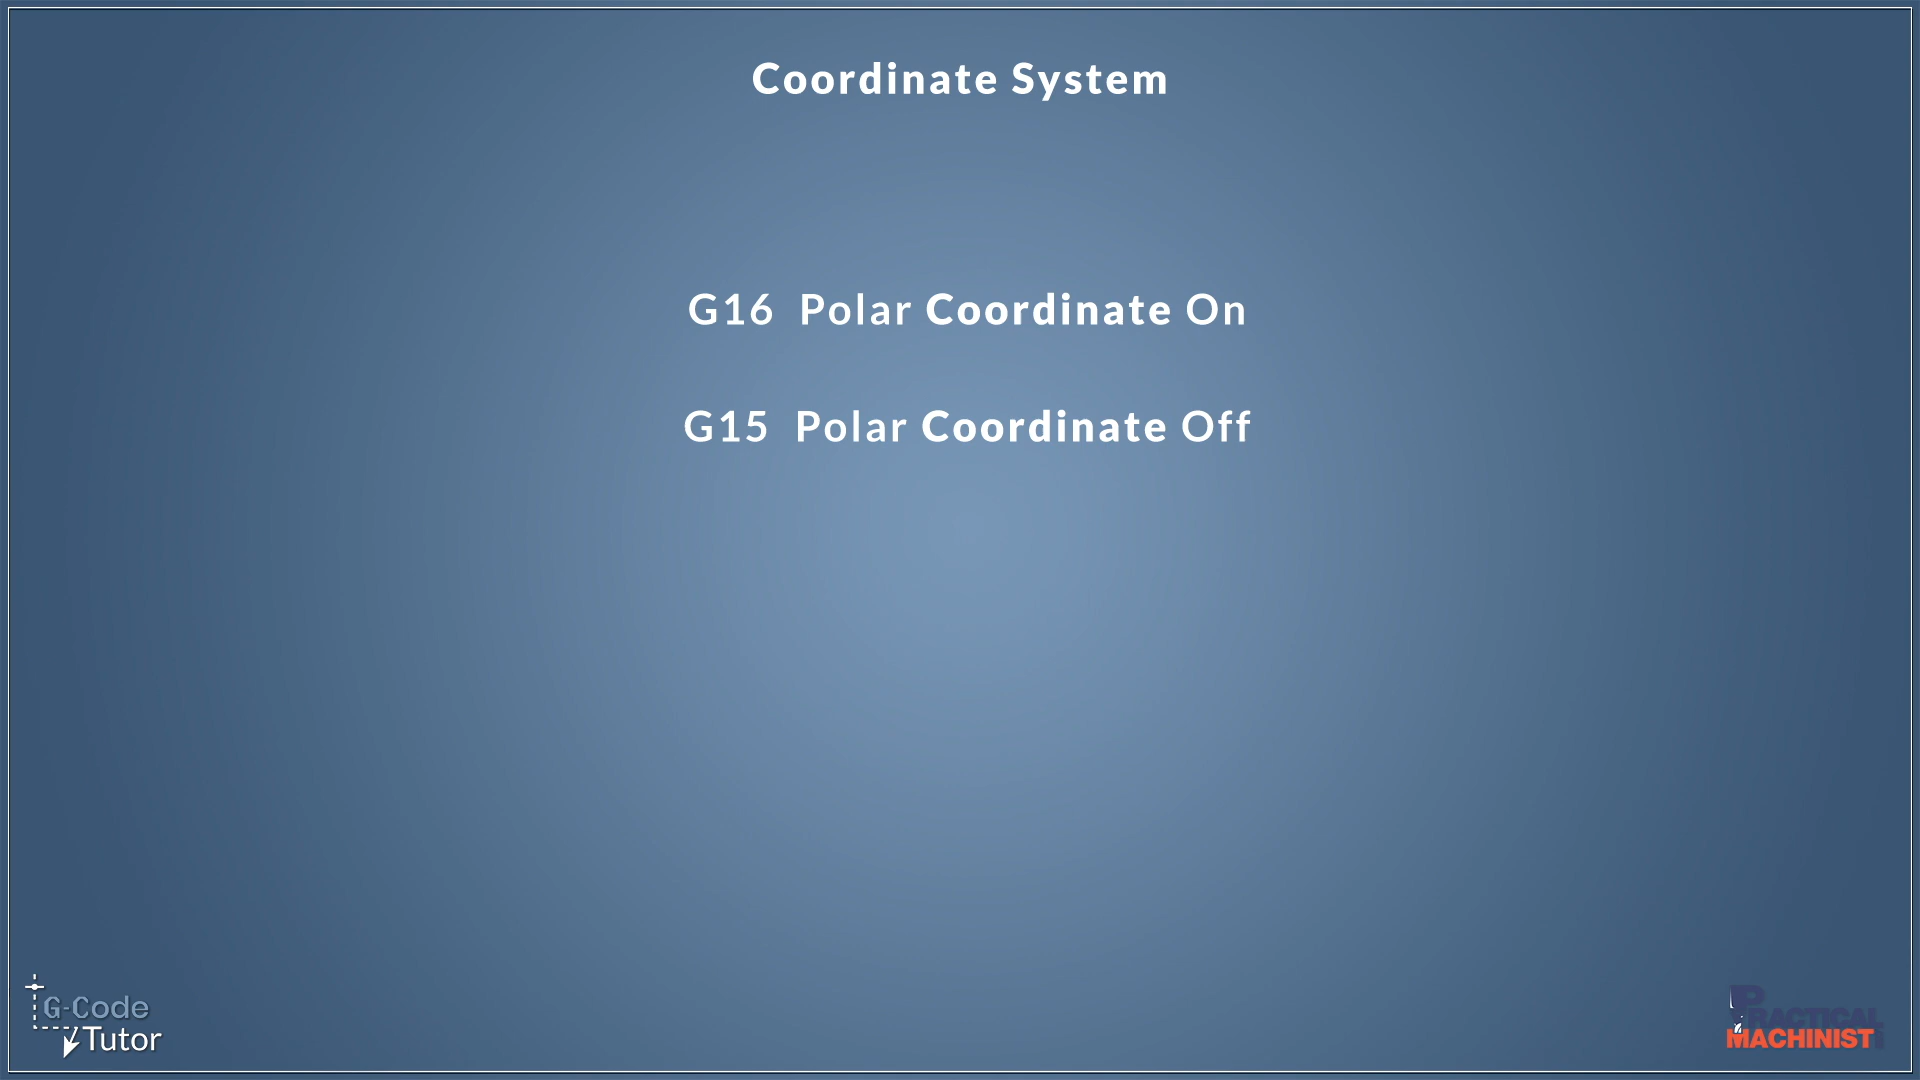 Coordinate System
G16 Polar Coordinate On
G15 Polar Coordinate Off
G-Code
Tutor
PRACTICAL
MACHINIST